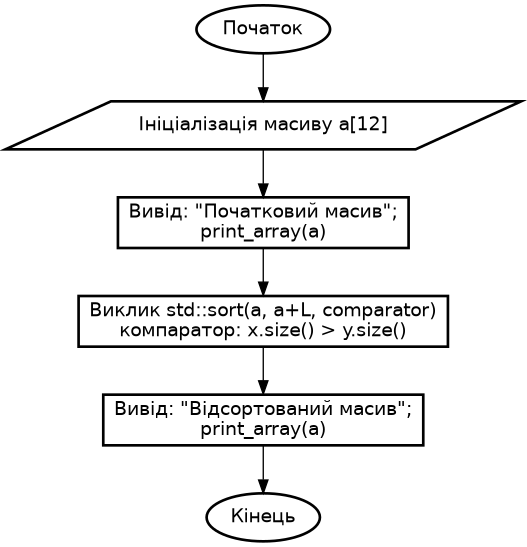 Початок
Ініціалізація масиву a[12]
Вивід: "Початковий масив";
print_array(a)
Виклик std::sort(a, a+L, comparator)
компаратор: x.size() > y.size()
Вивід: "Відсортований масив";
print_array(a)
Кінець